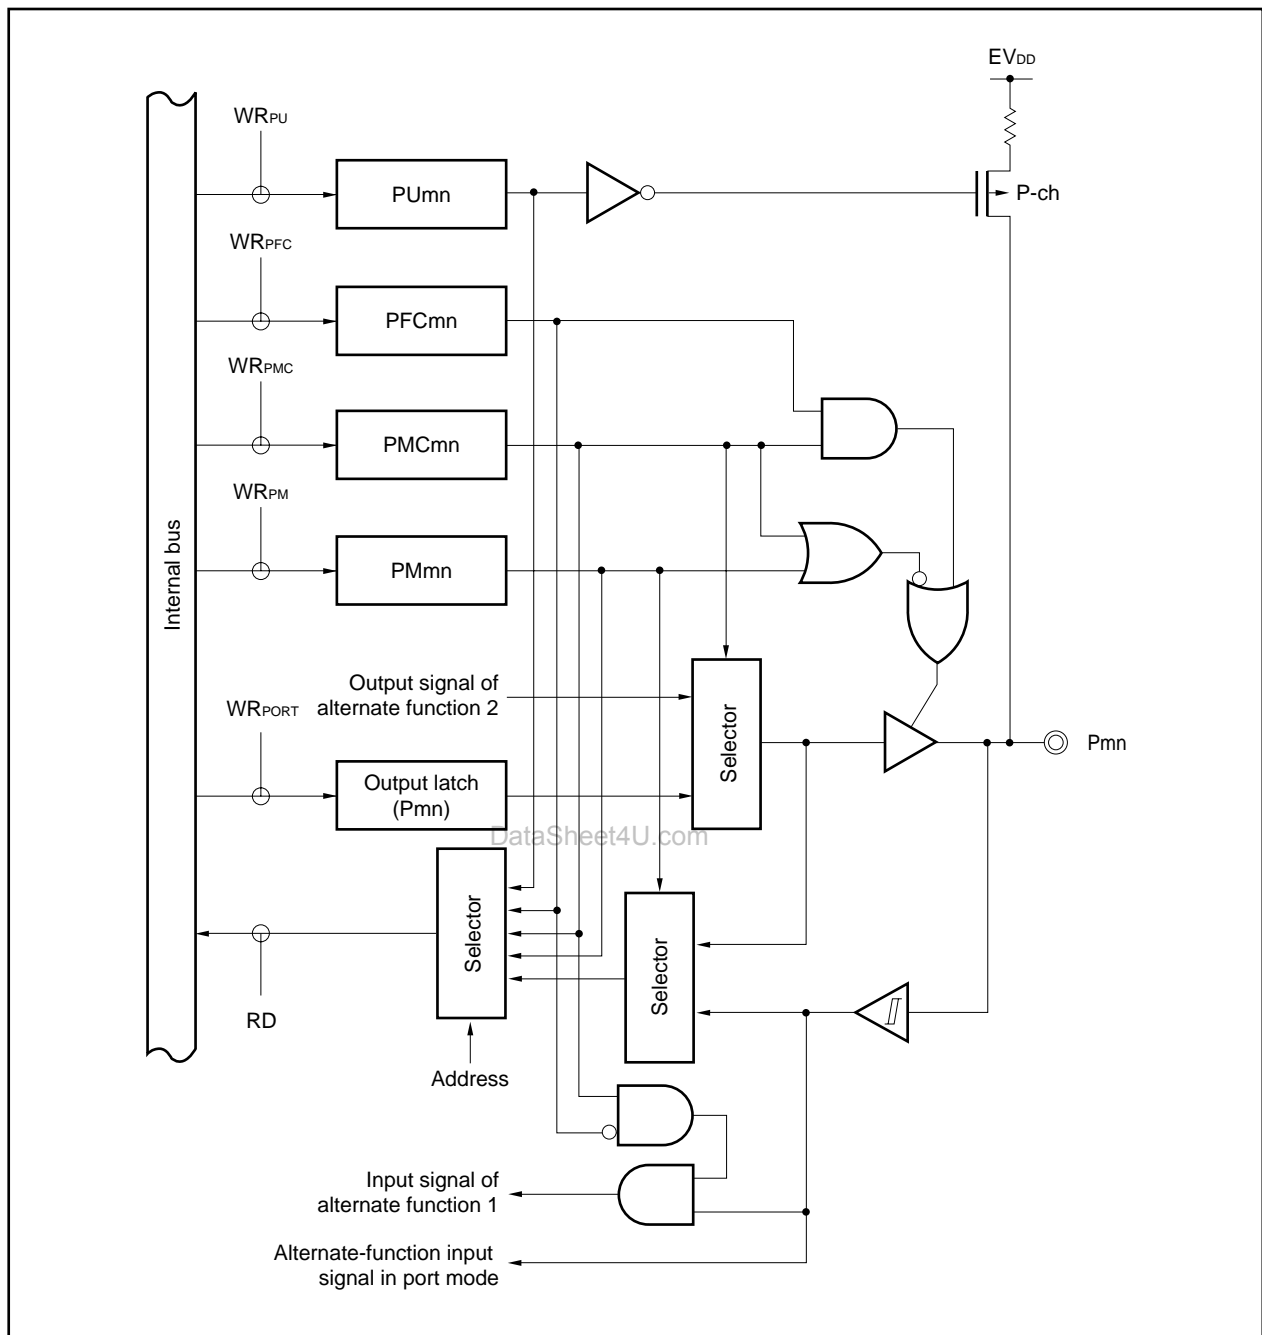 EVDD
WRPU
PUmn
P-ch
WRPFC
PFCmn
WRPMC
PMCmn
WRPM
PMmn
Internal bus
Output signal of
alternate function 2
Selector
WRPORT
Output latch
(Pmn)
Pmn
DataSheet4U.com
Selector
Selector
RD
Address
Input signal of
alternate function 1
Alternate-function input
signal in port mode